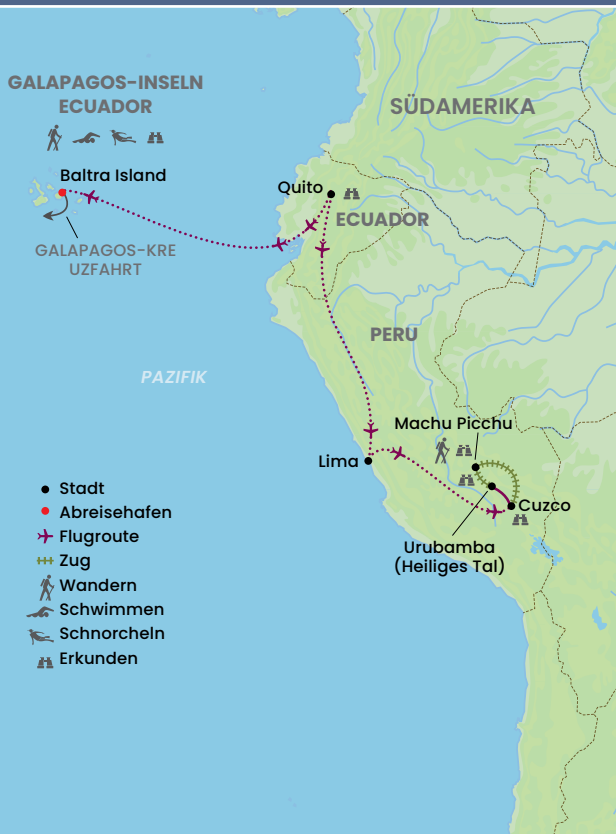 GALAPAGOS-INSELN
ECUADOR
SÜDAMERIKA
Baltra Island
Quito
ECUADOR
GALAPAGOS-KRE
UZFAHRT
PERU
PAZIFIK
Machu Picchu
Lima
Cuzco
Urubamba
(Heiliges Tal)
Stadt
Abreisehafen
Flugroute
Zug
Wandern
Schwimmen
Schnorcheln
Erkunden